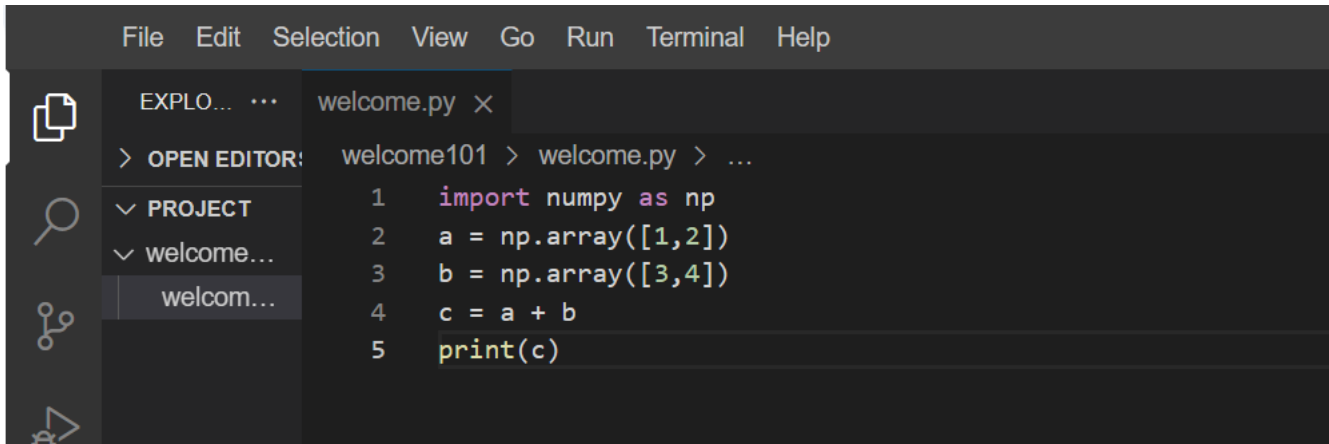 File Edit Selection View Go Run Terminal Help
EXPLO... ···
welcome.py ×
> OPEN EDITORS
welcome101 > welcome.py > ...
PROJECT
welcome...
welcom...
1 import numpy as np
2 a = np.array([1,2])
3 b = np.array([3,4])
4 c = a + b
5 print(c)